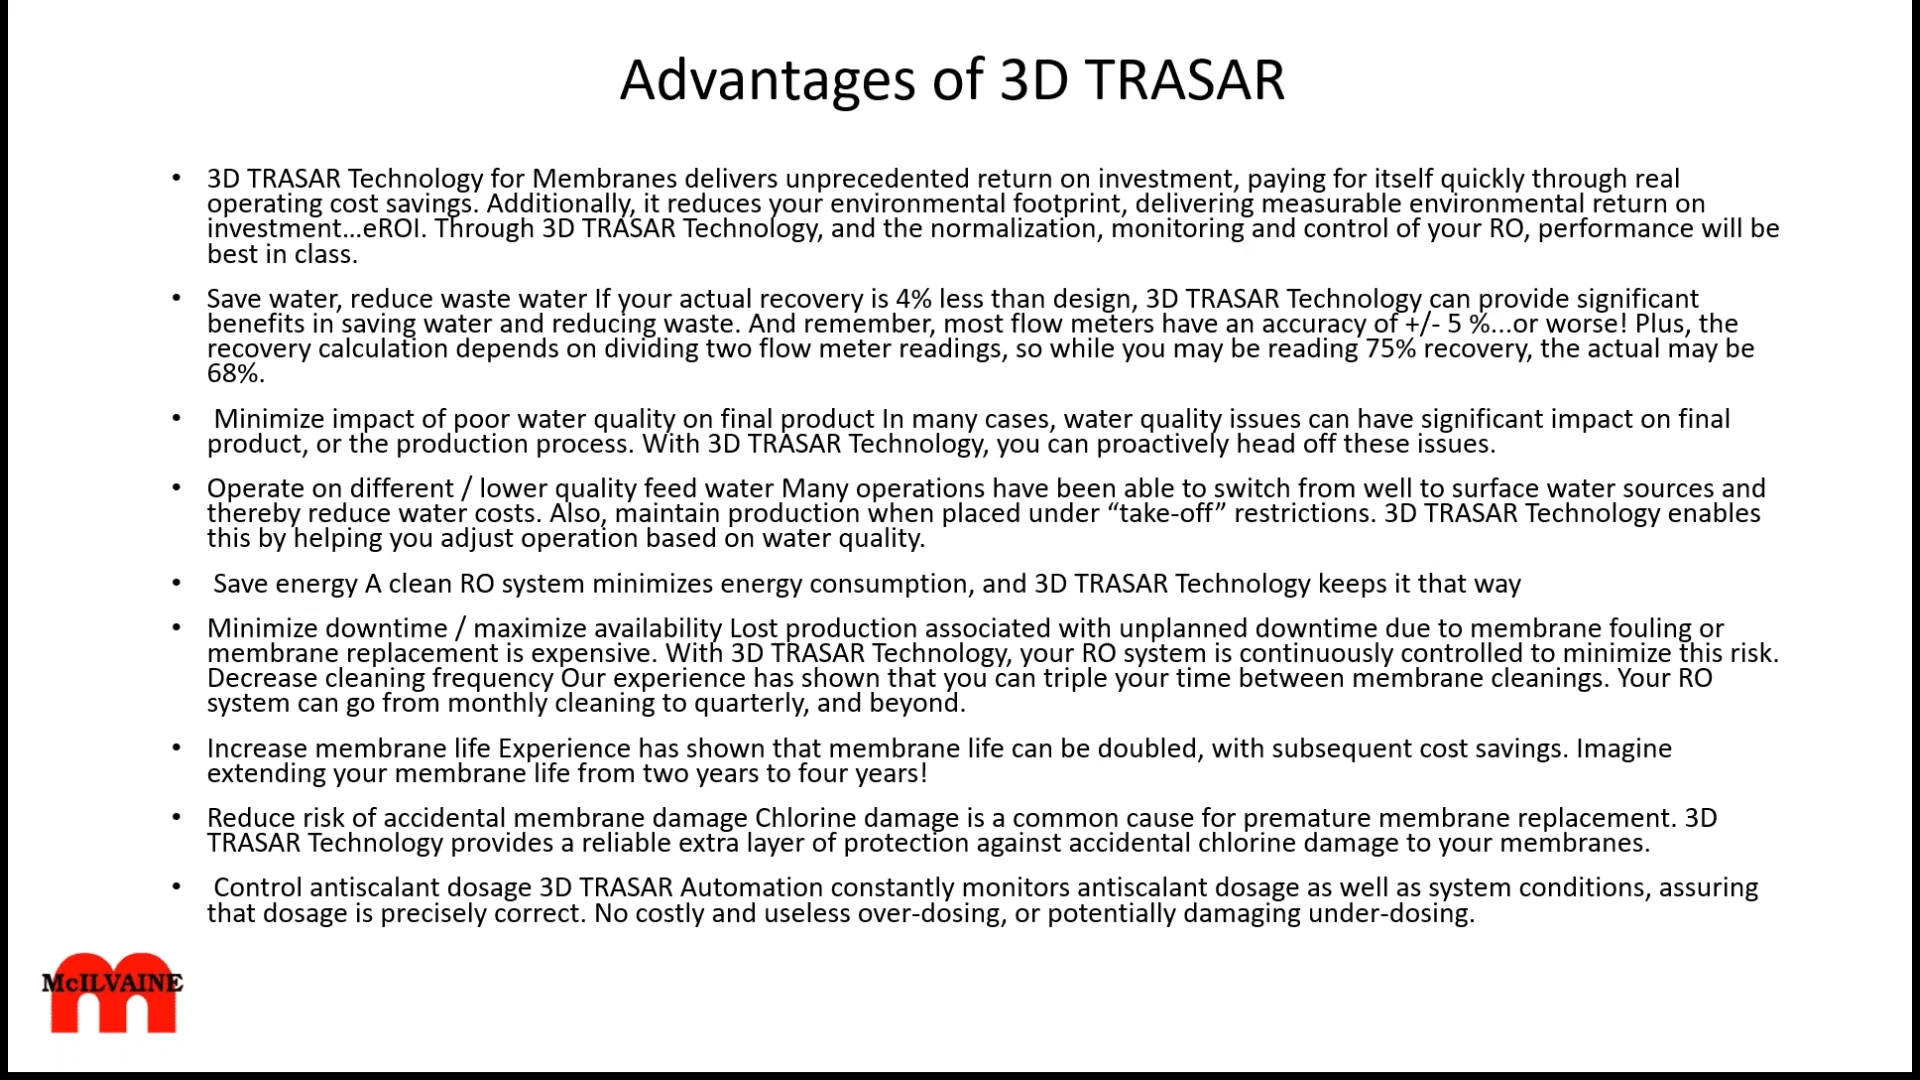 Advantages of 3D TRASAR
• 3D TRASAR Technology for Membranes delivers unprecedented return on investment, paying for itself quickly through real
operating cost savings. Additionally, it reduces your environmental footprint, delivering measurable environmental return on
investment...eROI. Through 3D TRASAR Technology, and the normalization, monitoring and control of your RO, performance will be
best in class.
• Save water, reduce waste water If your actual recovery is 4% less than design, 3D TRASAR Technology can provide significant
benefits in saving water and reducing waste. And remember, most flow meters have an accuracy of +/- 5 %...or worse! Plus, the
recovery calculation depends on dividing two flow meter readings, so while you may be reading 75% recovery, the actual may be
68%.
• Minimize impact of poor water quality on final product In many cases, water quality issues can have significant impact on final
product, or the production process. With 3D TRASAR Technology, you can proactively head off these issues.
• Operate on different / lower quality feed water Many operations have been able to switch from well to surface water sources and
thereby reduce water costs. Also, maintain production when placed under “take-off” restrictions. 3D TRASAR Technology enables
this by helping you adjust operation based on water quality.
• Save energy A clean RO system minimizes energy consumption, and 3D TRASAR Technology keeps it that way
• Minimize downtime / maximize availability Lost production associated with unplanned downtime due to membrane fouling or
membrane replacement is expensive. With 3D TRASAR Technology, your RO system is continuously controlled to minimize this risk.
Decrease cleaning frequency Our experience has shown that you can triple your time between membrane cleanings. Your RO
system can go from monthly cleaning to quarterly, and beyond.
• Increase membrane life Experience has shown that membrane life can be doubled, with subsequent cost savings. Imagine
extending your membrane life from two years to four years!
• Reduce risk of accidental membrane damage Chlorine damage is a common cause for premature membrane replacement. 3D
TRASAR Technology provides a reliable extra layer of protection against accidental chlorine damage to your membranes.
• Control antiscalant dosage 3D TRASAR Automation constantly monitors antiscalant dosage as well as system conditions, assuring
that dosage is precisely correct. No costly and useless over-dosing, or potentially damaging under-dosing.
McILVAINE